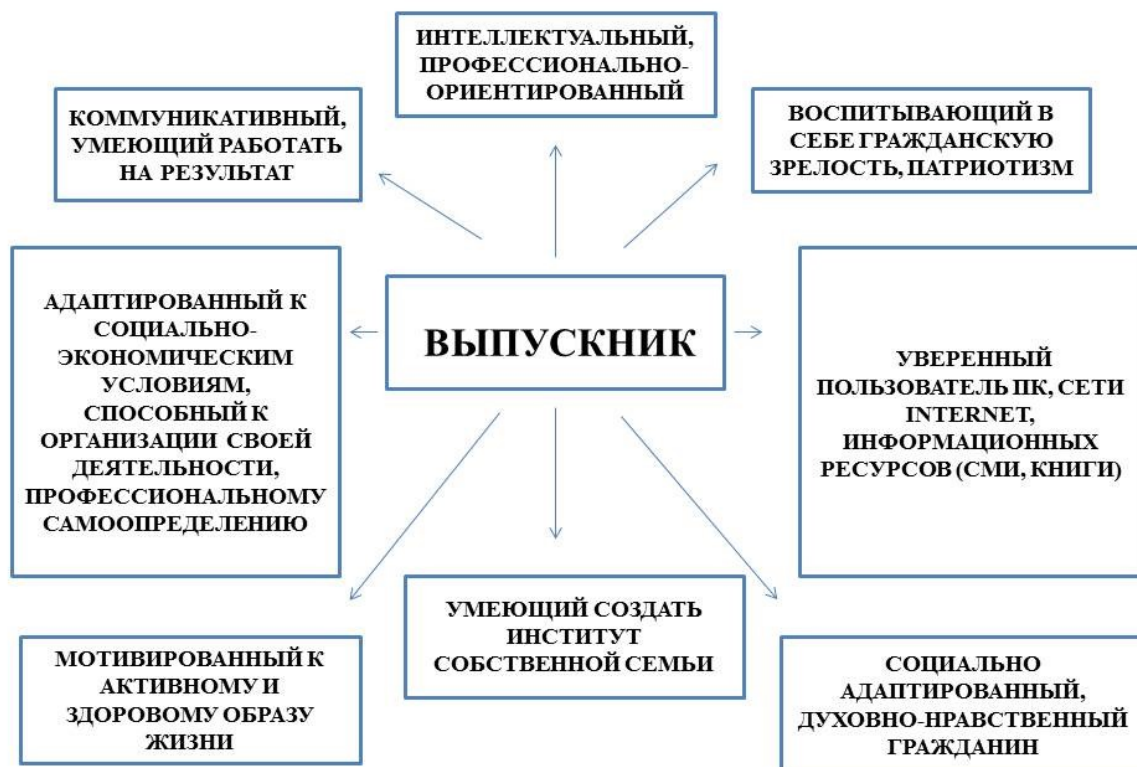 ИНТЕЛЛЕКТУАЛЬНЫЙ,
ПРОФЕССИОНАЛЬНО-
ОРИЕНТИРОВАННЫЙ
КОММУНИКАТИВНЫЙ,
УМЕЮЩИЙ РАБОТАТЬ
НА РЕЗУЛЬТАТ
ВОСПИТЫВАЮЩИЙ В
СЕБЕ ГРАЖДАНСКУЮ
ЗРЕЛОСТЬ, ПАТРИОТИЗМ
АДАПТИРОВАННЫЙ К
СОЦИАЛЬНО-
ЭКОНОМИЧЕСКИМ
УСЛОВИЯМ,
СПОСОБНЫЙ К
ОРГАНИЗАЦИИ СВОЕЙ
ДЕЯТЕЛЬНОСТИ,
ПРОФЕССИОНАЛЬНОМУ
САМООПРЕДЕЛЕНИЮ
ВЫПУСКНИК
УВЕРЕННЫЙ
ПОЛЬЗОВАТЕЛЬ ПК, СЕТИ
INTERNET,
ИНФОРМАЦИОННЫХ
РЕСУРСОВ (СМИ, КНИГИ)
МОТИВИРОВАННЫЙ К
АКТИВНОМУ И
ЗДОРОВОМУ ОБРАЗУ
ЖИЗНИ
УМЕЮЩИЙ СОЗДАТЬ
ИНСТИТУТ
СОБСТВЕННОЙ СЕМЬИ
СОЦИАЛЬНО
АДАПТИРОВАННЫЙ,
ДУХОВНО-НРАВСТВЕННЫЙ
ГРАЖДАНИН